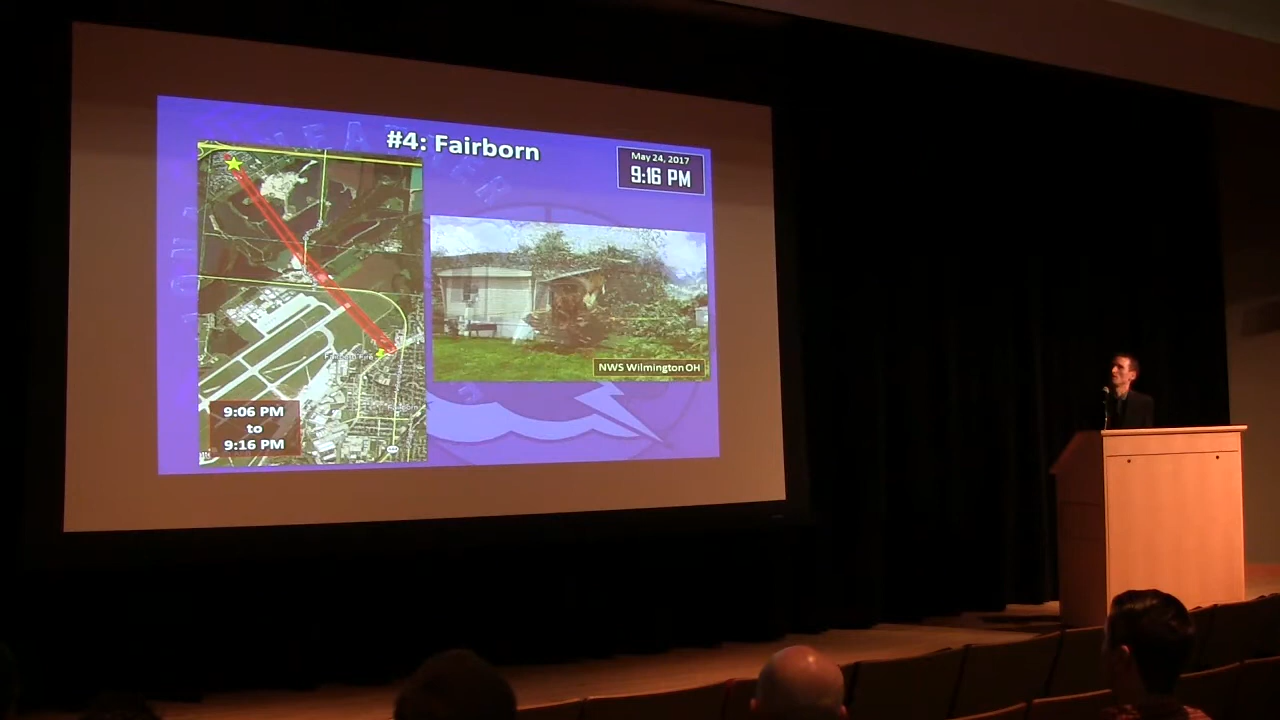 #4: Fairborn
May 24, 2017
9:16 PM
9:06 PM
to
9:16 PM
NWS Wilmington OH